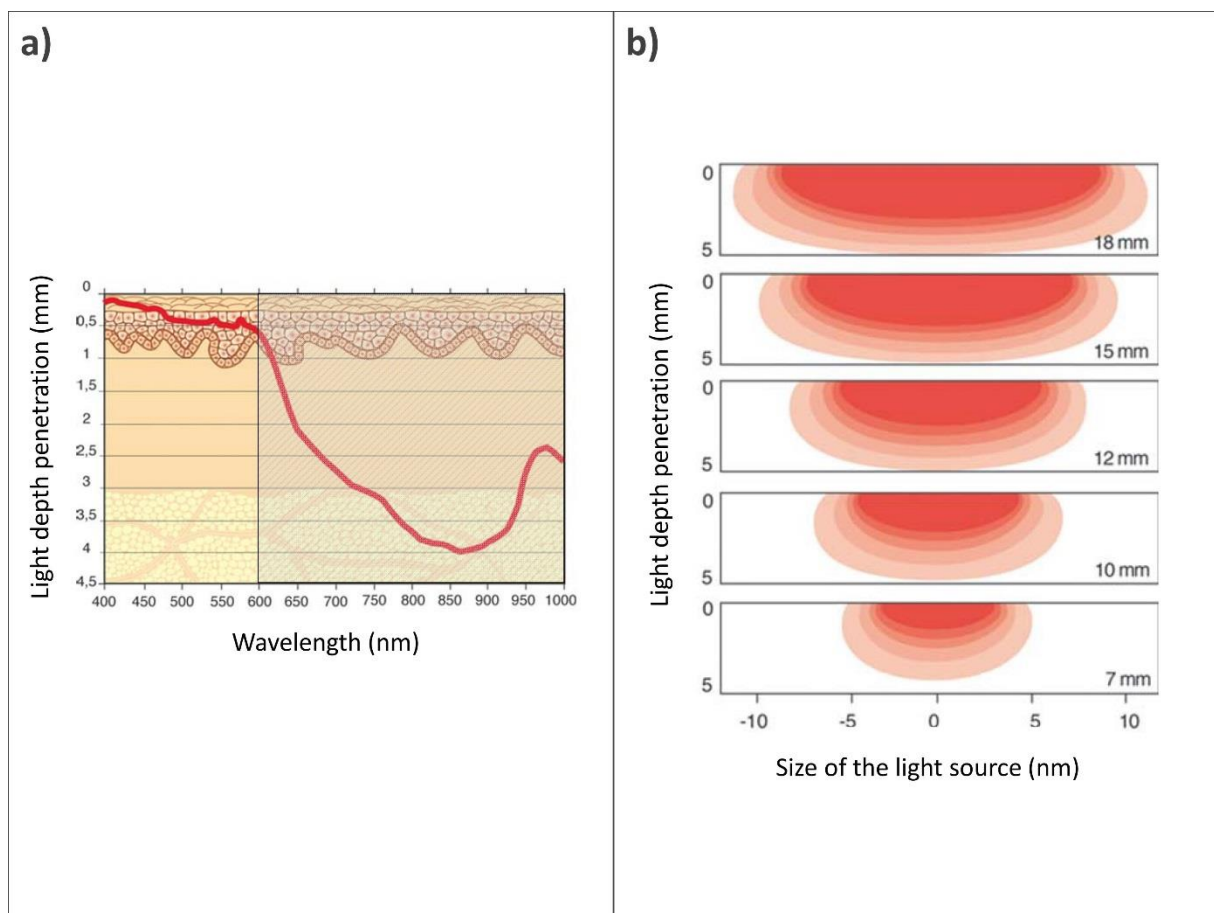 a)
Light depth penetration (mm)
0
0,5
1
1,5
2
2,5
3
3,5
4
4,5
400 450 500 550 600 650 700 750 800 850 900 950 1000
Wavelength (nm)
b)
Light depth penetration (mm)
0
18 mm
5
0
15 mm
5
0
12 mm
5
0
10 mm
5
0
7 mm
5
-10 -5 0 5 10
Size of the light source (nm)